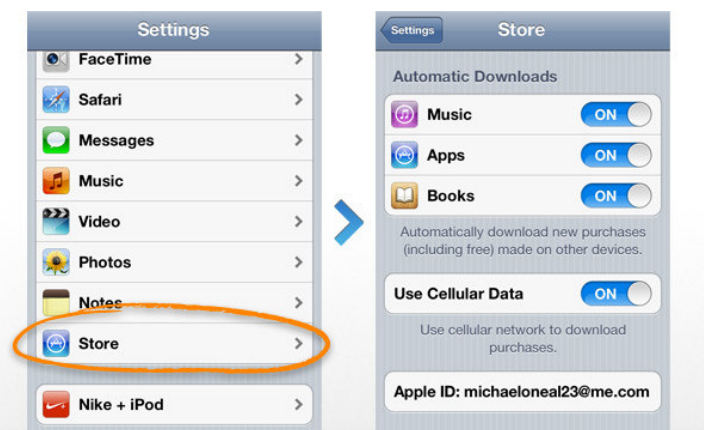 Settings
FaceTime
Safari
Messages
Music
Video
Photos
Notes
Store
Nike + iPod
Settings
Store
Automatic Downloads
Music
ON
Apps
ON
Books
ON
Automatically download new purchases
(including free) made on other devices.
Use Cellular Data
ON
Use cellular network to download
purchases.
Apple ID: michaeloneal23@me.com